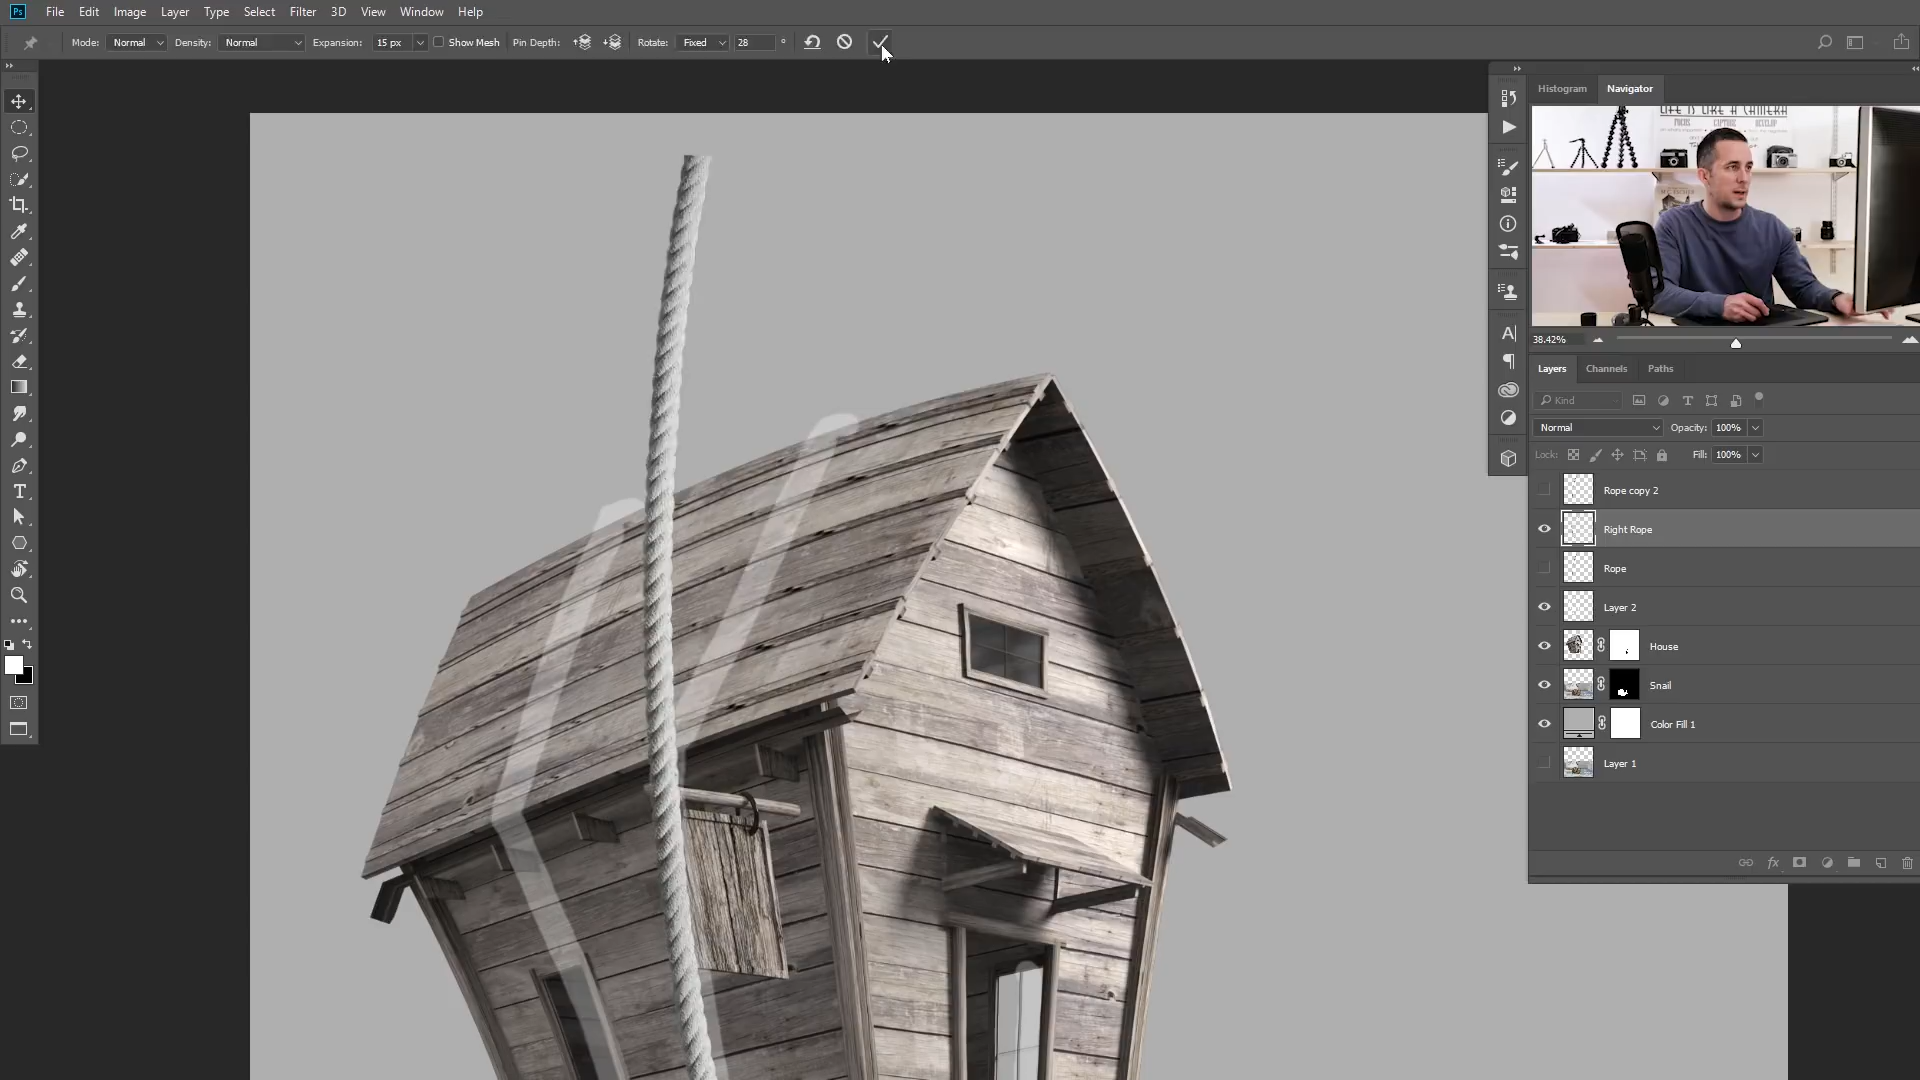 Ps File Edit Image Layer Type Select Filter 3D View Window Help
Mode: Normal Density: Normal Expansion: 15 px Show Mesh Pin Depth: Rotate: Fixed 28 °
Histogram Navigator
LIFE IS LIKE A CAMERA
FOCUS CAPTURE DEVELOP
38.42%
Layers Channels Paths
Kind
Normal Opacity: 100%
Lock: Fill: 100%
Rope copy 2
Right Rope
Rope
Layer 2
House
Snail
Color Fill 1
Layer 1